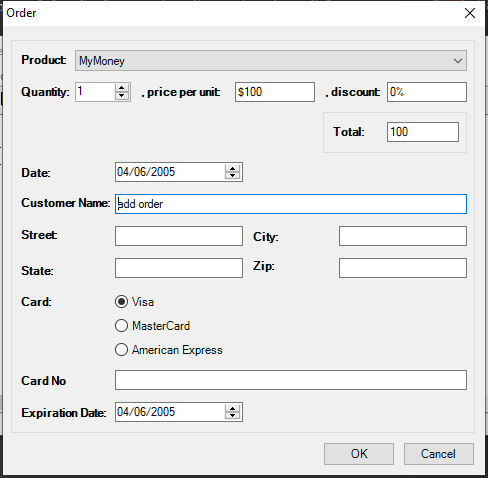 Order
Product: MyMoney
Quantity: 1 , price per unit: $100 , discount: 0%
Total: 100
Date: 04/06/2005
Customer Name: add order
Street: City:
State: Zip:
Card: Visa
MasterCard
American Express
Card No
Expiration Date: 04/06/2005
OK Cancel